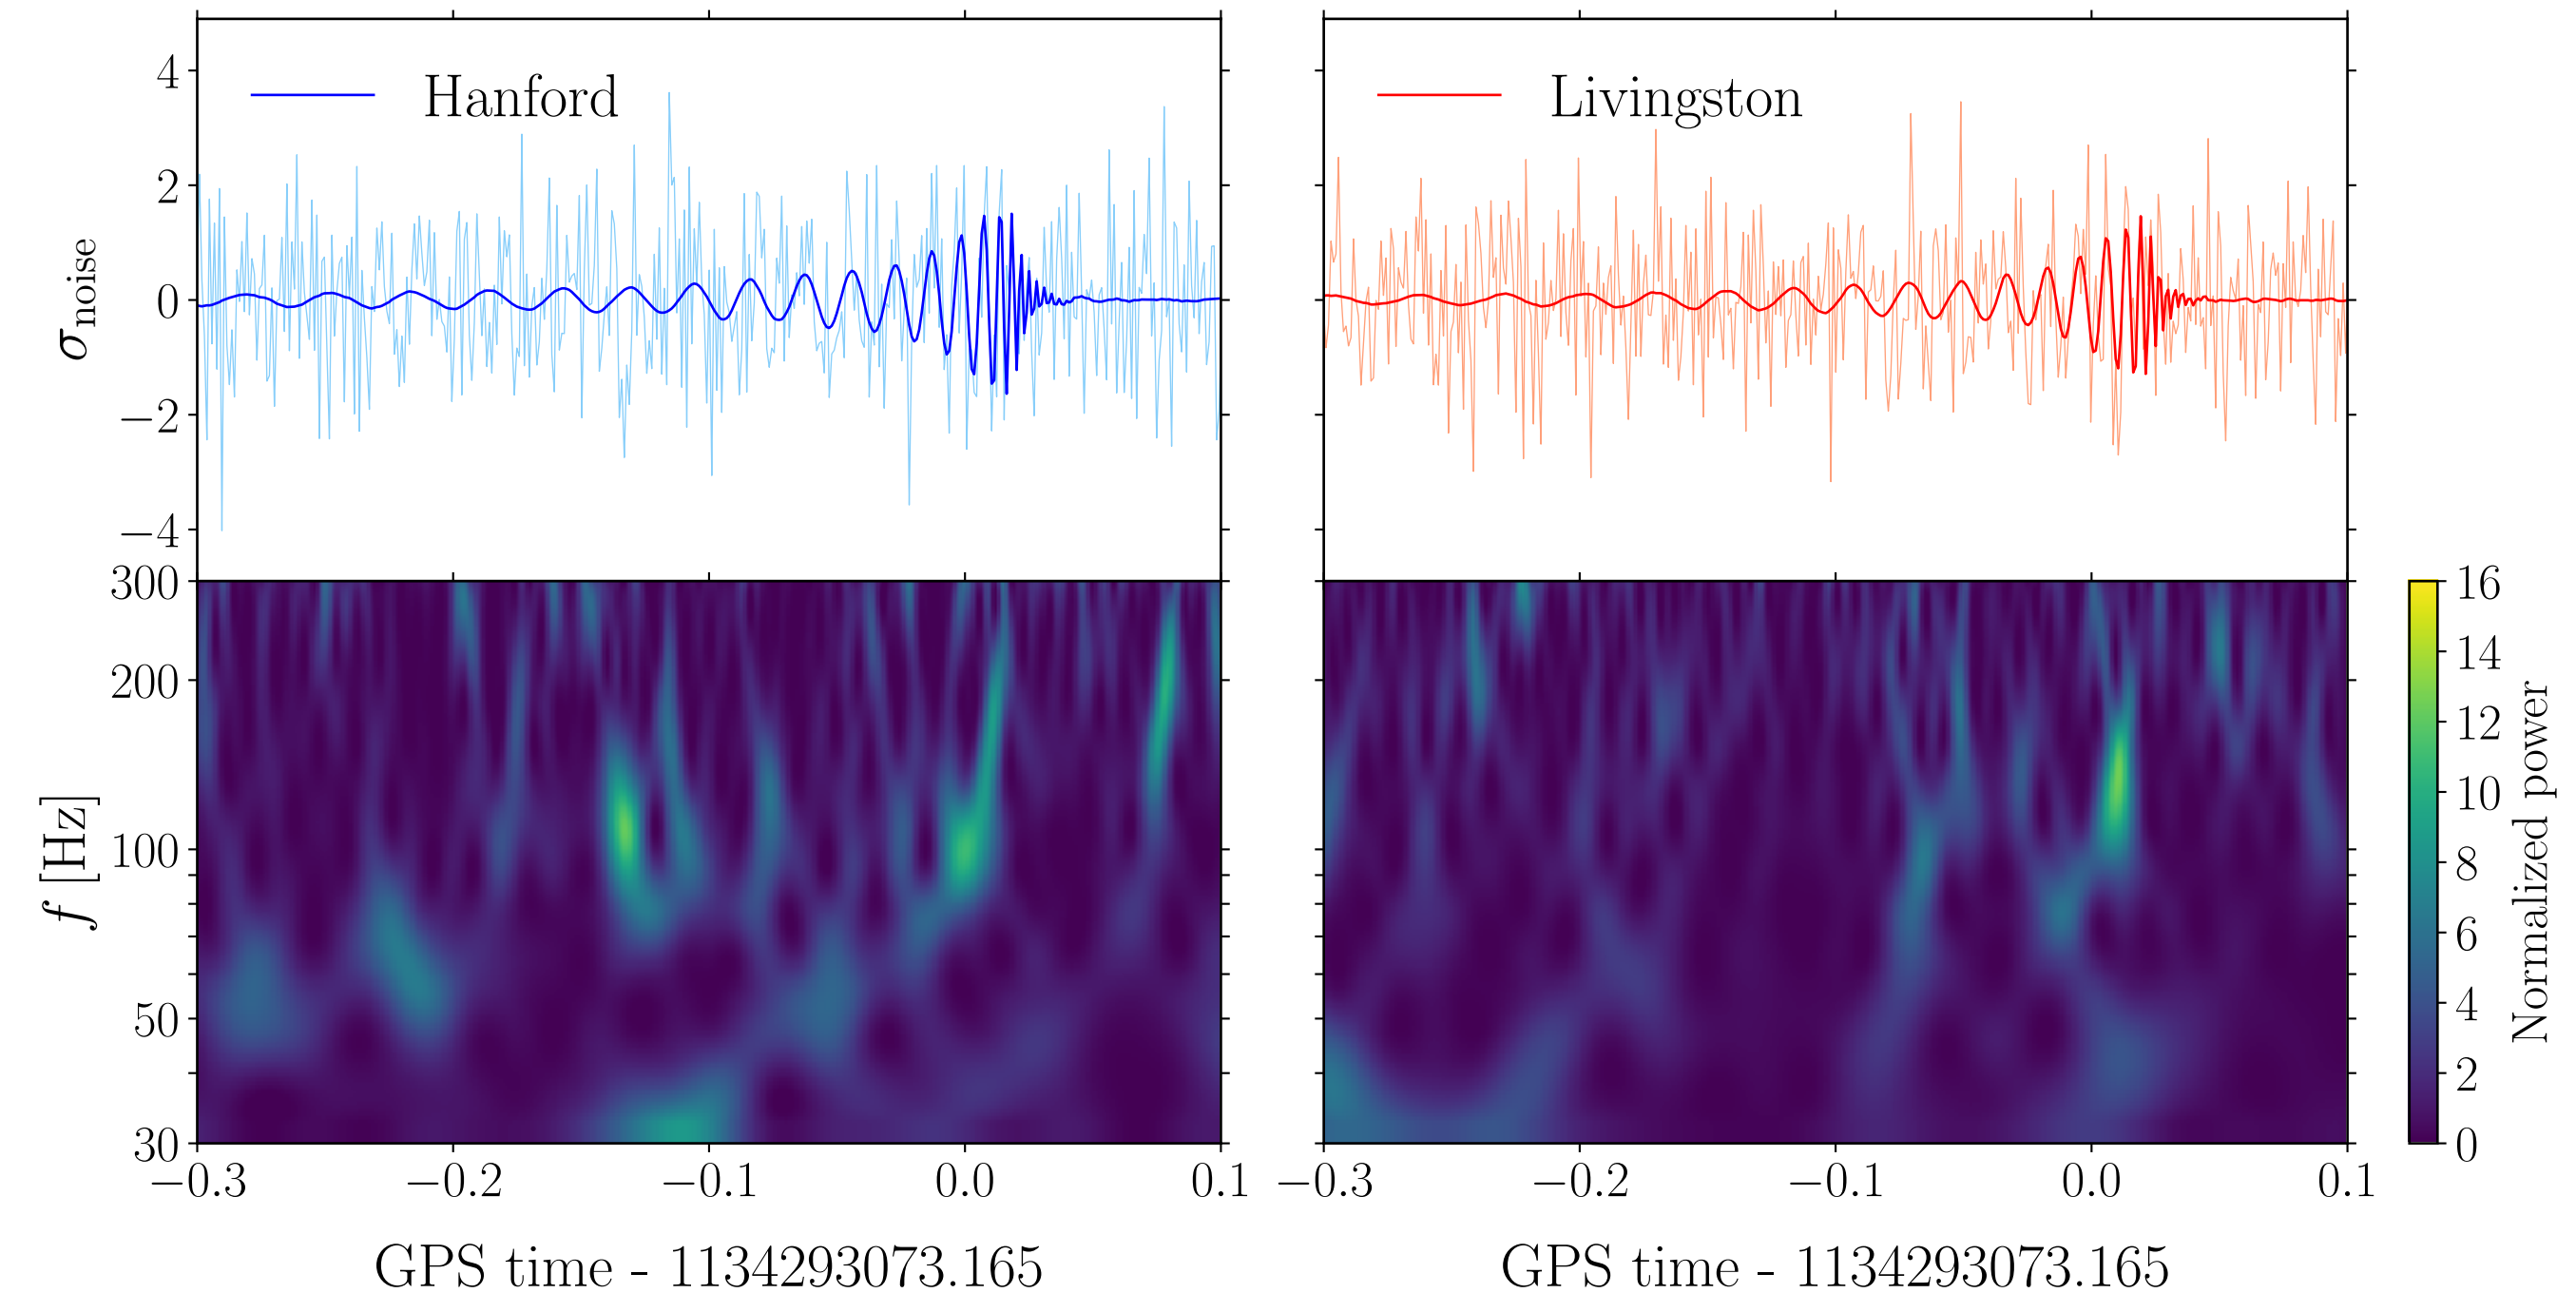 Hanford
Livingston
4
2
0
−2
−4
σnoise
300
200
100
50
30
f [Hz]
−0.3 −0.2 −0.1 0.0 0.1
−0.3 −0.2 −0.1 0.0 0.1
GPS time - 1134293073.165
GPS time - 1134293073.165
16
14
12
10
8
6
4
2
0
Normalized power